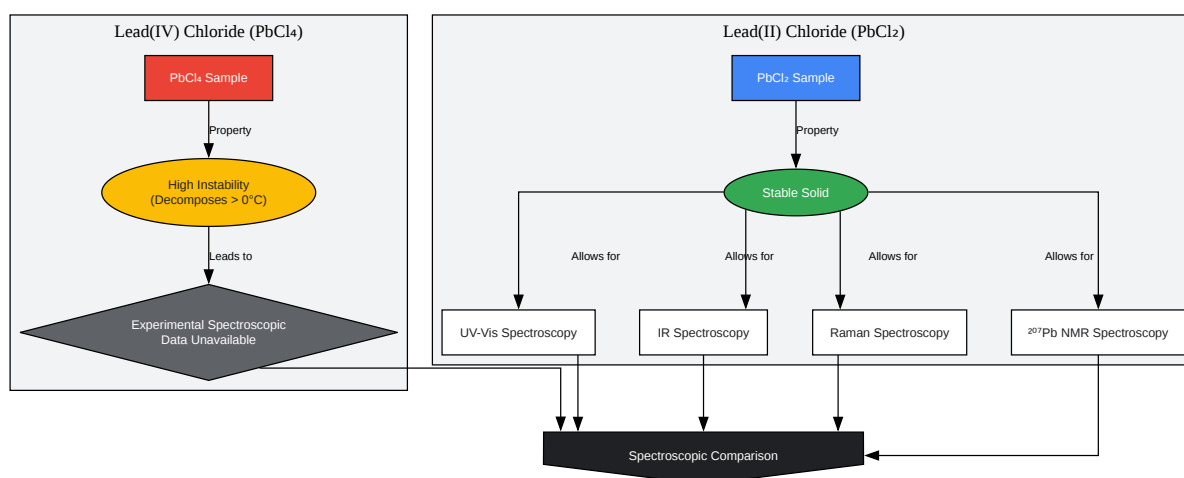 Lead(IV) Chloride (PbCl₄)
PbCl₄ Sample
Property
High Instability
(Decomposes > 0°C)
Leads to
Experimental Spectroscopic
Data Unavailable
Lead(II) Chloride (PbCl₂)
PbCl₂ Sample
Property
Stable Solid
Allows for
Allows for
Allows for
Allows for
UV-Vis Spectroscopy
IR Spectroscopy
Raman Spectroscopy
²⁰⁷Pb NMR Spectroscopy
Spectroscopic Comparison